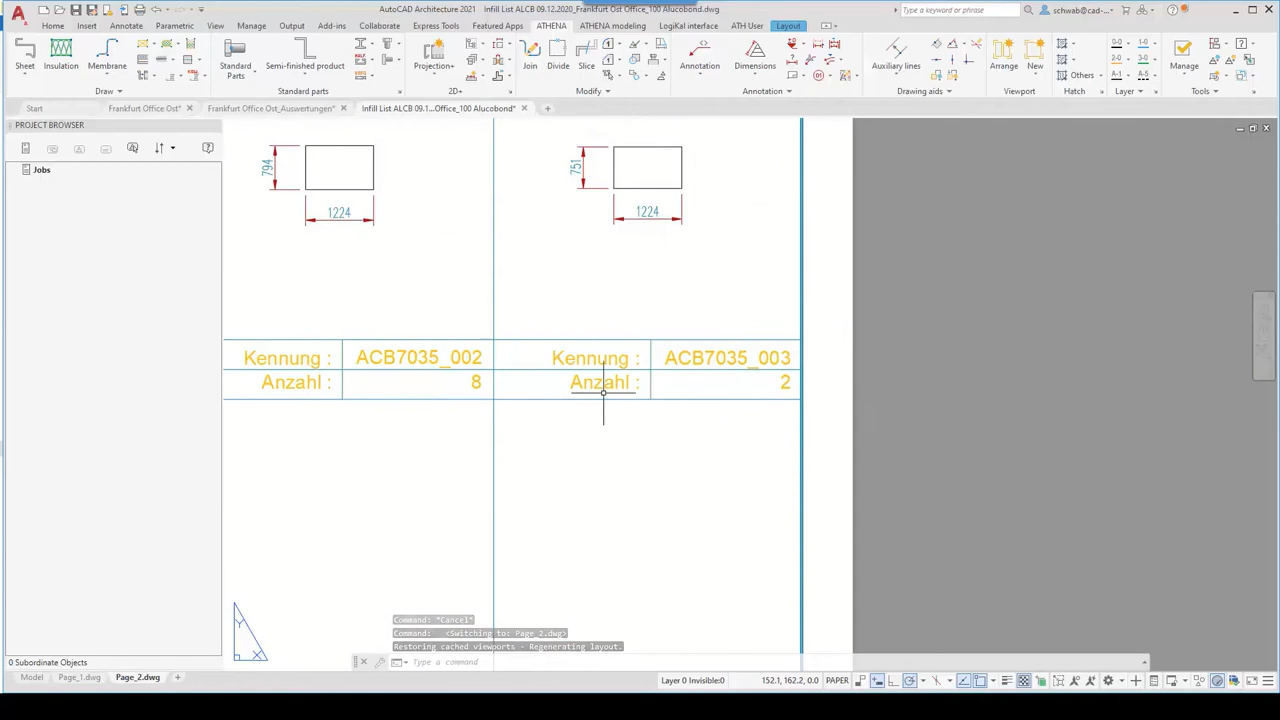 AutoCAD Architecture 2021 Infill List ALCB 09.12.2020_Frankfurt Office_100 Alucobond.dwg
Type a keyword or phrase
schwab@cad-...
Home Insert Annotate Parametric View Manage Output Add-ins Collaborate Express Tools Featured Apps ATHENA ATHENA modeling LogiKal interface ATH User Layout
Sheet
Insulation
Membrane
Standard
Parts
Semi-finished product
Projection+
Join
Divide
Slice
Annotation
Dimensions
Auxiliary lines
Arrange
New
Others
Manage
Draw
Standard parts
2D+
Modify
Annotation
Drawing aids
Viewport
Hatch
Layer
Tools
Start
Frankfurt Office Ost*
Frankfurt Office Ost_Auswertungen*
Infill List ALCB 09.1...Office_100 Alucobond*
PROJECT BROWSER
Jobs
794
1224
751
1224
Kennung : ACB7035_002
Anzahl : 8
Kennung : ACB7035_003
Anzahl : 2
Y
X
Command: *Cancel*
Command: <Switching to: Page_2.dwg>
Restoring cached viewports - Regenerating layout.
Type a command
0 Subordinate Objects
Model Page_1.dwg Page_2.dwg
Layer 0 Invisible:0 152.1, 162.2, 0.0 PAPER